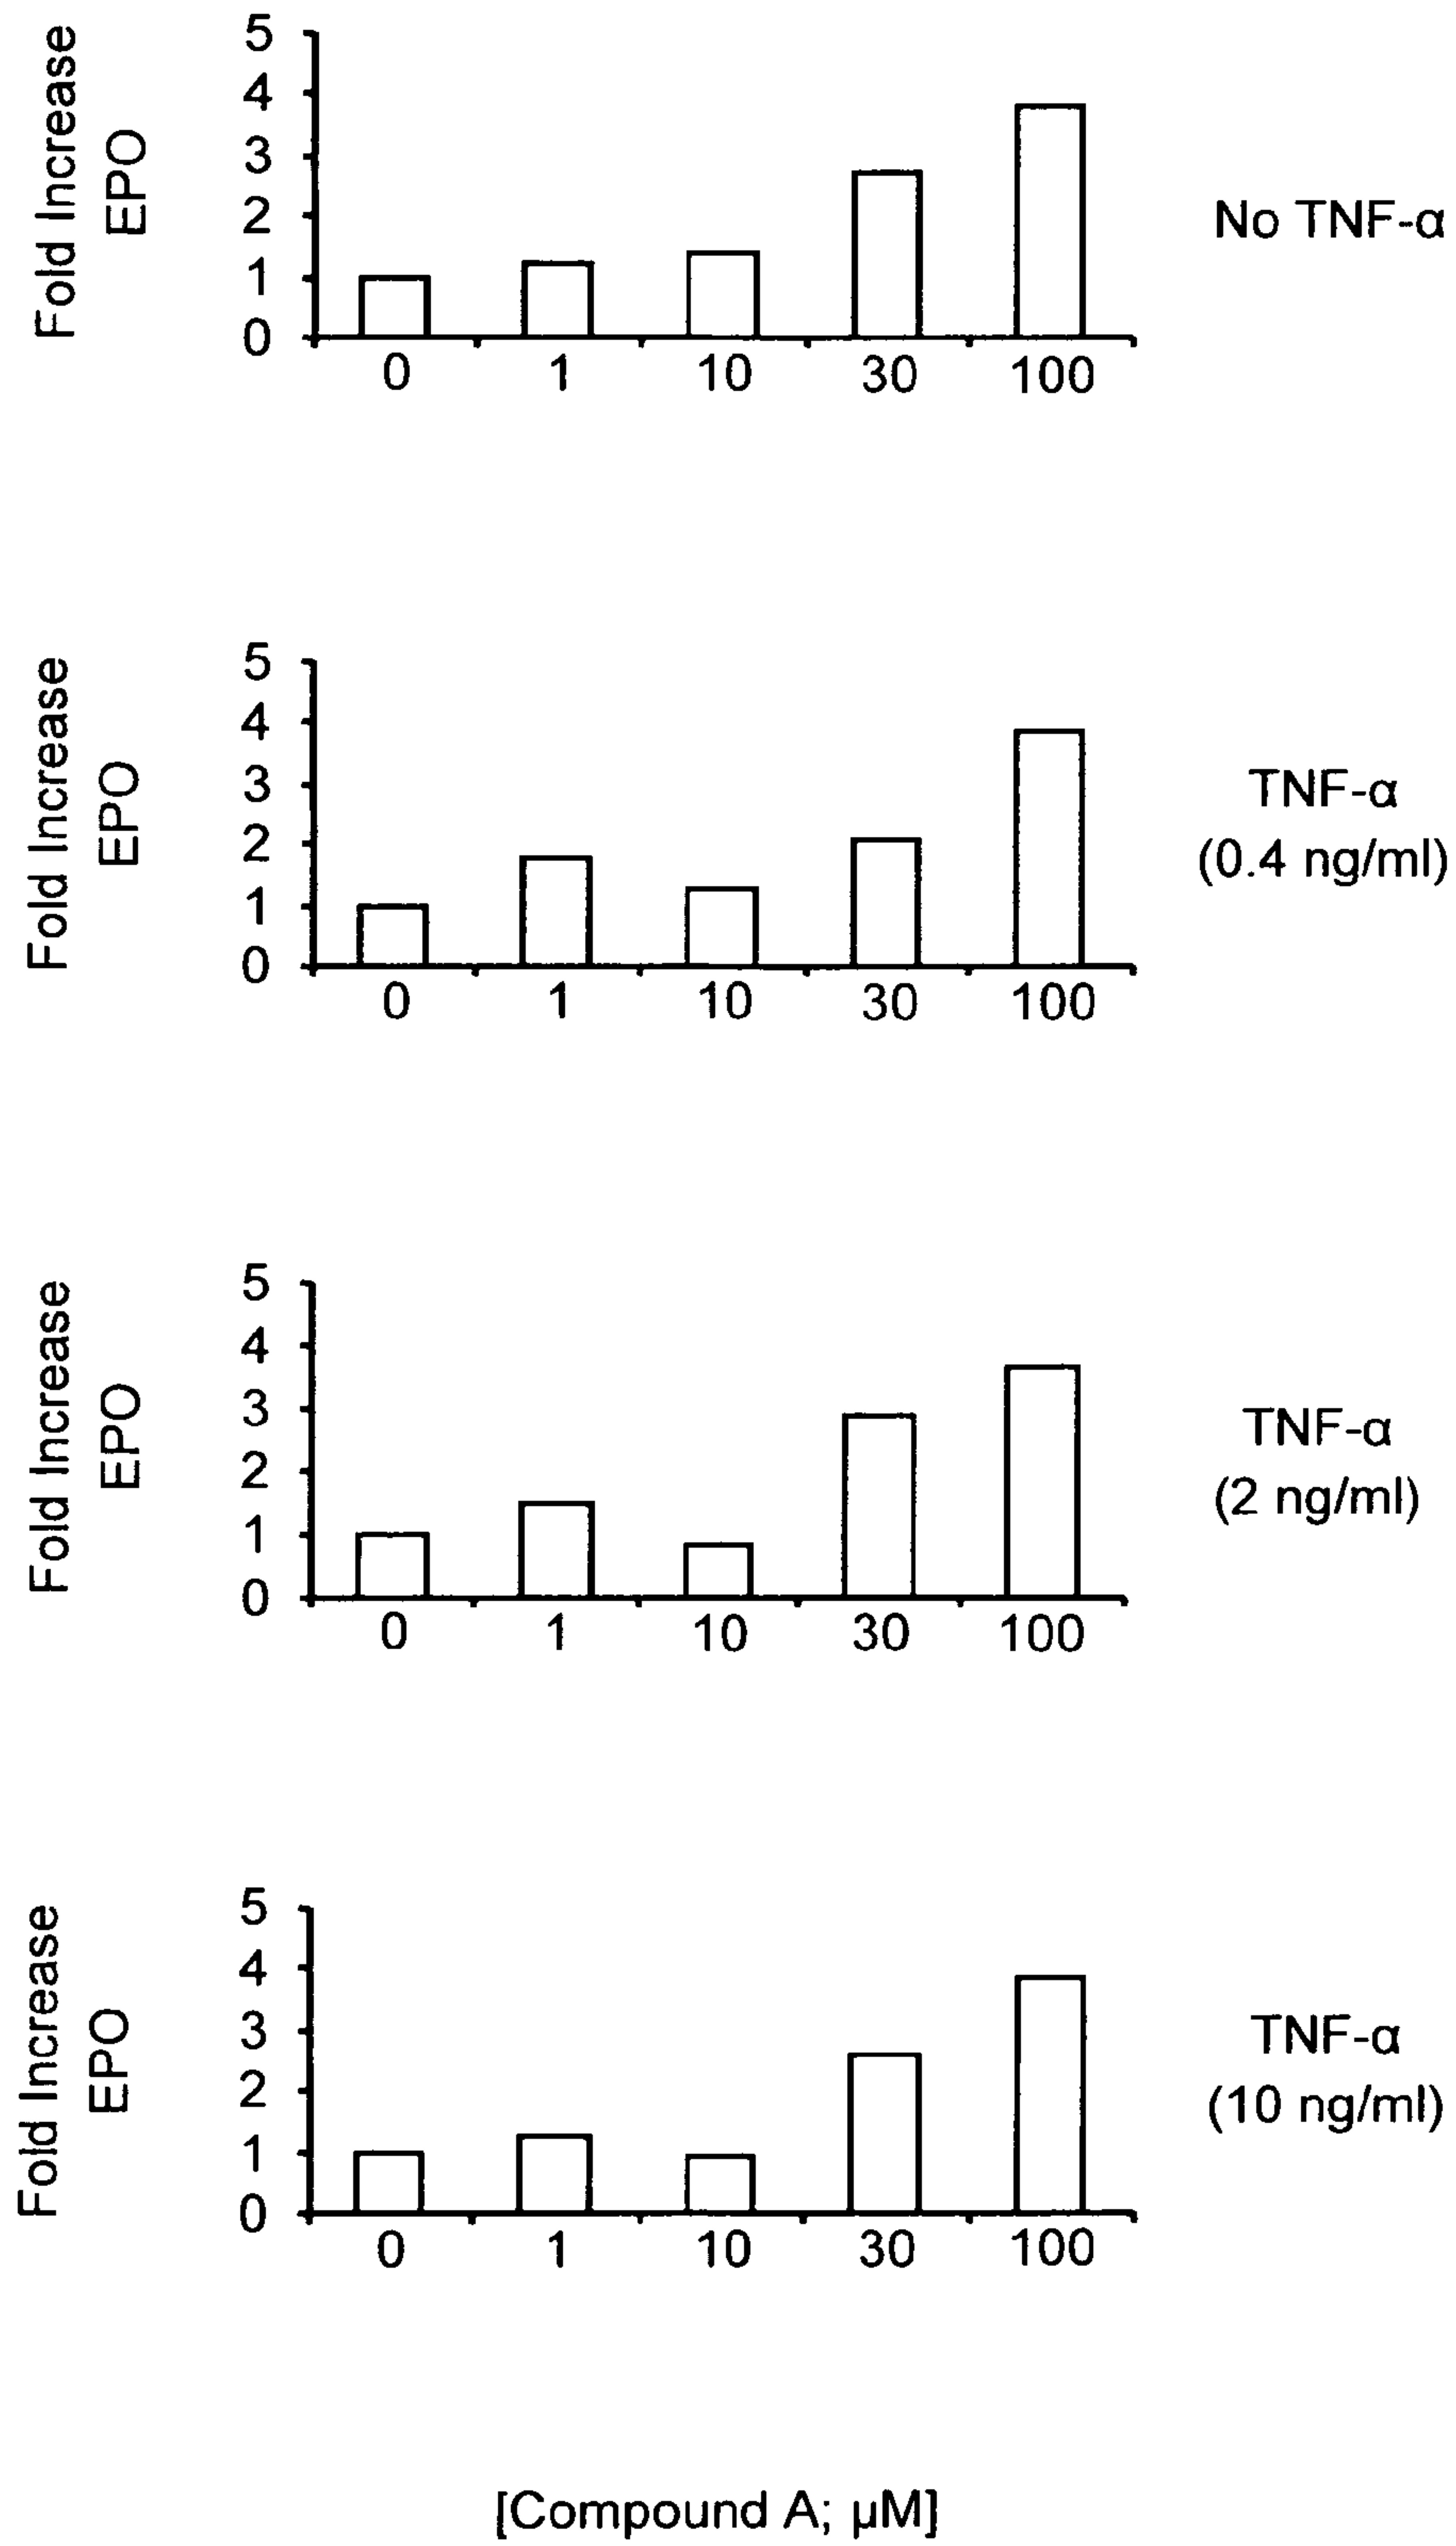 Fold Increase
EPO
5
4
3
2
1
0
0 1 10 30 100
No TNF-α
Fold Increase
EPO
5
4
3
2
1
0
0 1 10 30 100
TNF-α
(0.4 ng/ml)
Fold Increase
EPO
5
4
3
2
1
0
0 1 10 30 100
TNF-α
(2 ng/ml)
Fold Increase
EPO
5
4
3
2
1
0
0 1 10 30 100
TNF-α
(10 ng/ml)
[Compound A; µM]